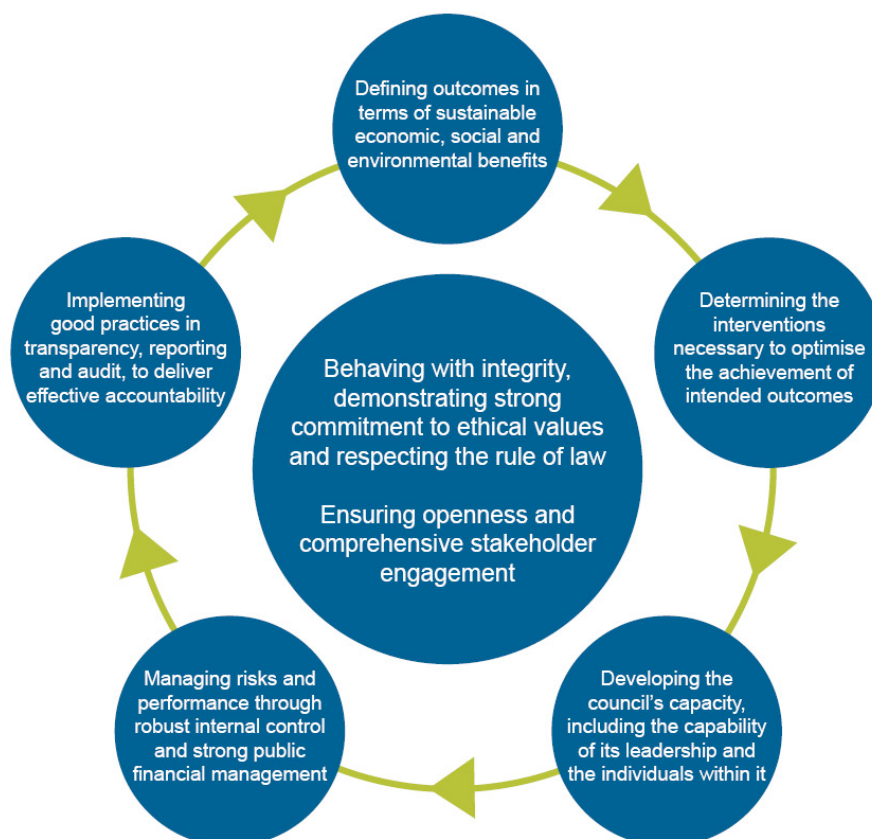 Defining outcomes in
terms of sustainable
economic, social and
environmental benefits
Determining the
interventions
necessary to optimise
the achievement of
intended outcomes
Developing the
council's capacity,
including the capability
of its leadership and
the individuals within it
Managing risks and
performance through
robust internal control
and strong public
financial management
Implementing
good practices in
transparency, reporting
and audit, to deliver
effective accountability
Behaving with integrity,
demonstrating strong
commitment to ethical values
and respecting the rule of law
Ensuring openness and
comprehensive stakeholder
engagement